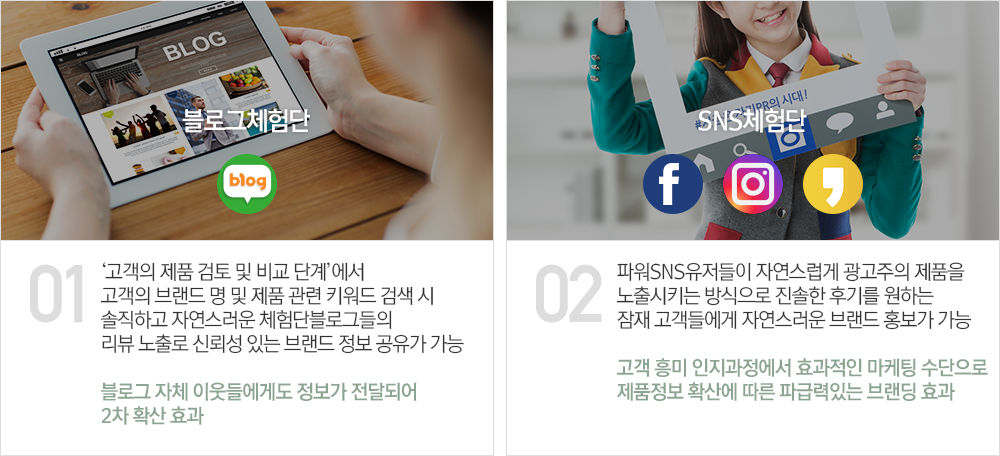 BLOG
BLOG
블로그체험단
blog
01
‘고객의 제품 검토 및 비교 단계’에서
고객의 브랜드 명 및 제품 관련 키워드 검색 시
솔직하고 자연스러운 체험단블로그들의
리뷰 노출로 신뢰성 있는 브랜드 정보 공유가 가능
블로그 자체 이웃들에게도 정보가 전달되어
2차 확산 효과
PR의 시대!
SNS체험단
f
02
파워SNS유저들이 자연스럽게 광고주의 제품을
노출시키는 방식으로 진솔한 후기를 원하는
잠재 고객들에게 자연스러운 브랜드 홍보가 가능
고객 흥미 인지과정에서 효과적인 마케팅 수단으로
제품정보 확산에 따른 파급력있는 브랜딩 효과